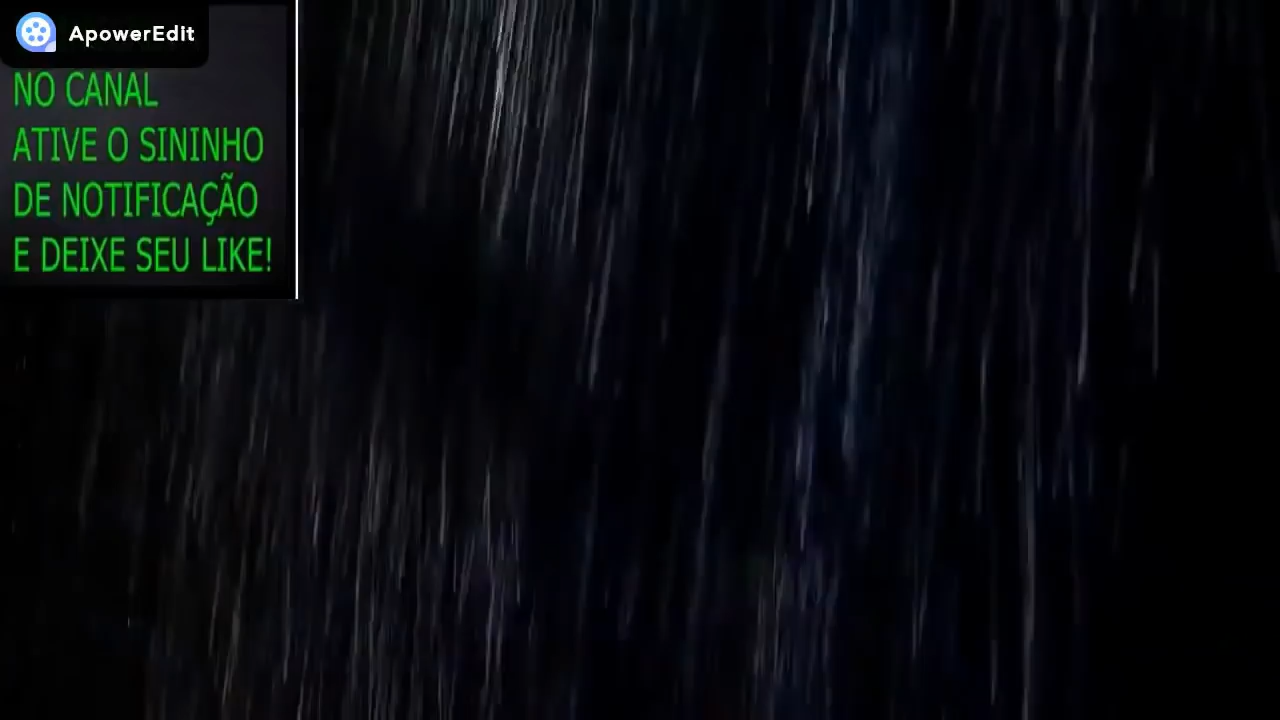 ApowerEdit
NO CANAL
ATIVE O SININHO
DE NOTIFICAÇÃO
E DEIXE SEU LIKE!